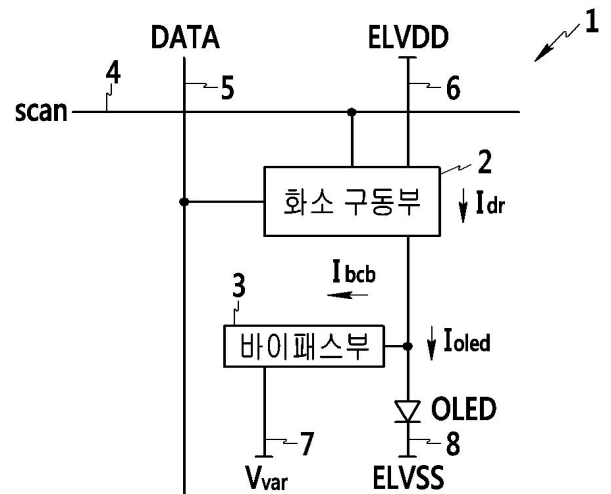 DATA
ELVDD
1
4
5
6
scan
2
화소 구동부
Idr
Ibcb
3
바이패스부
Ioled
OLED
7
8
Vvar
ELVSS